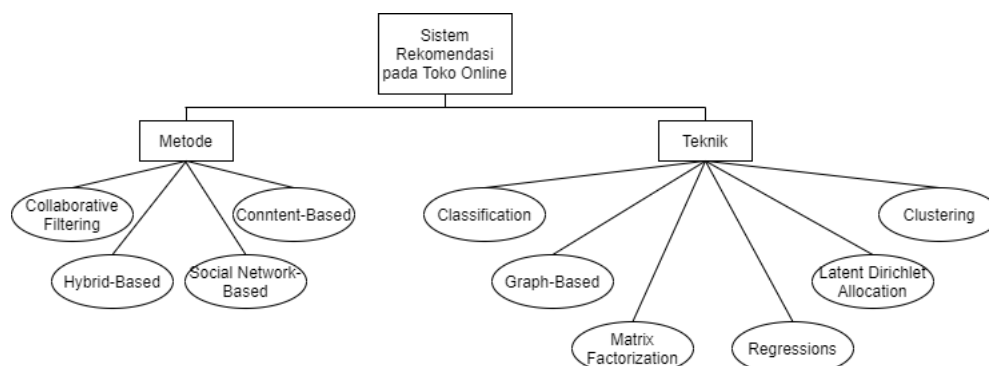 Sistem
Rekomendasi
pada Toko Online
Metode
Teknik
Collaborative
Filtering
Conntent-Based
Hybrid-Based
Social Network-
Based
Classification
Clustering
Graph-Based
Latent Dirichlet
Allocation
Matrix
Factorization
Regressions